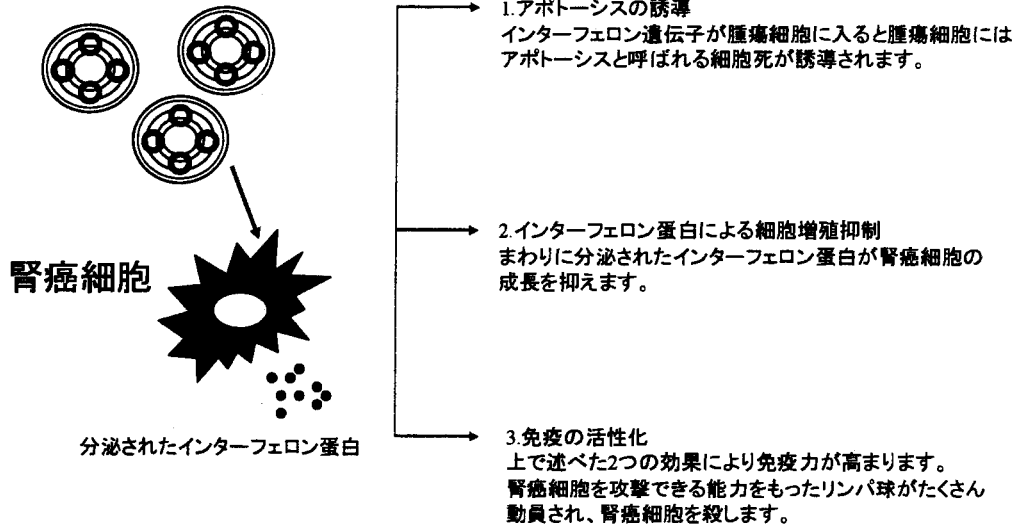 1.アポトーシスの誘導
インターフェロン遺伝子が腫瘍細胞に入ると腫瘍細胞には
アポトーシスと呼ばれる細胞死が誘導されます。
2.インターフェロン蛋白による細胞増殖抑制
まわりに分泌されたインターフェロン蛋白が腎癌細胞の
成長を抑えます。
腎癌細胞
分泌されたインターフェロン蛋白
3.免疫の活性化
上で述べた2つの効果により免疫力が高まります。
腎癌細胞を攻撃できる能力をもったリンパ球がたくさん
動員され、腎癌細胞を殺します。